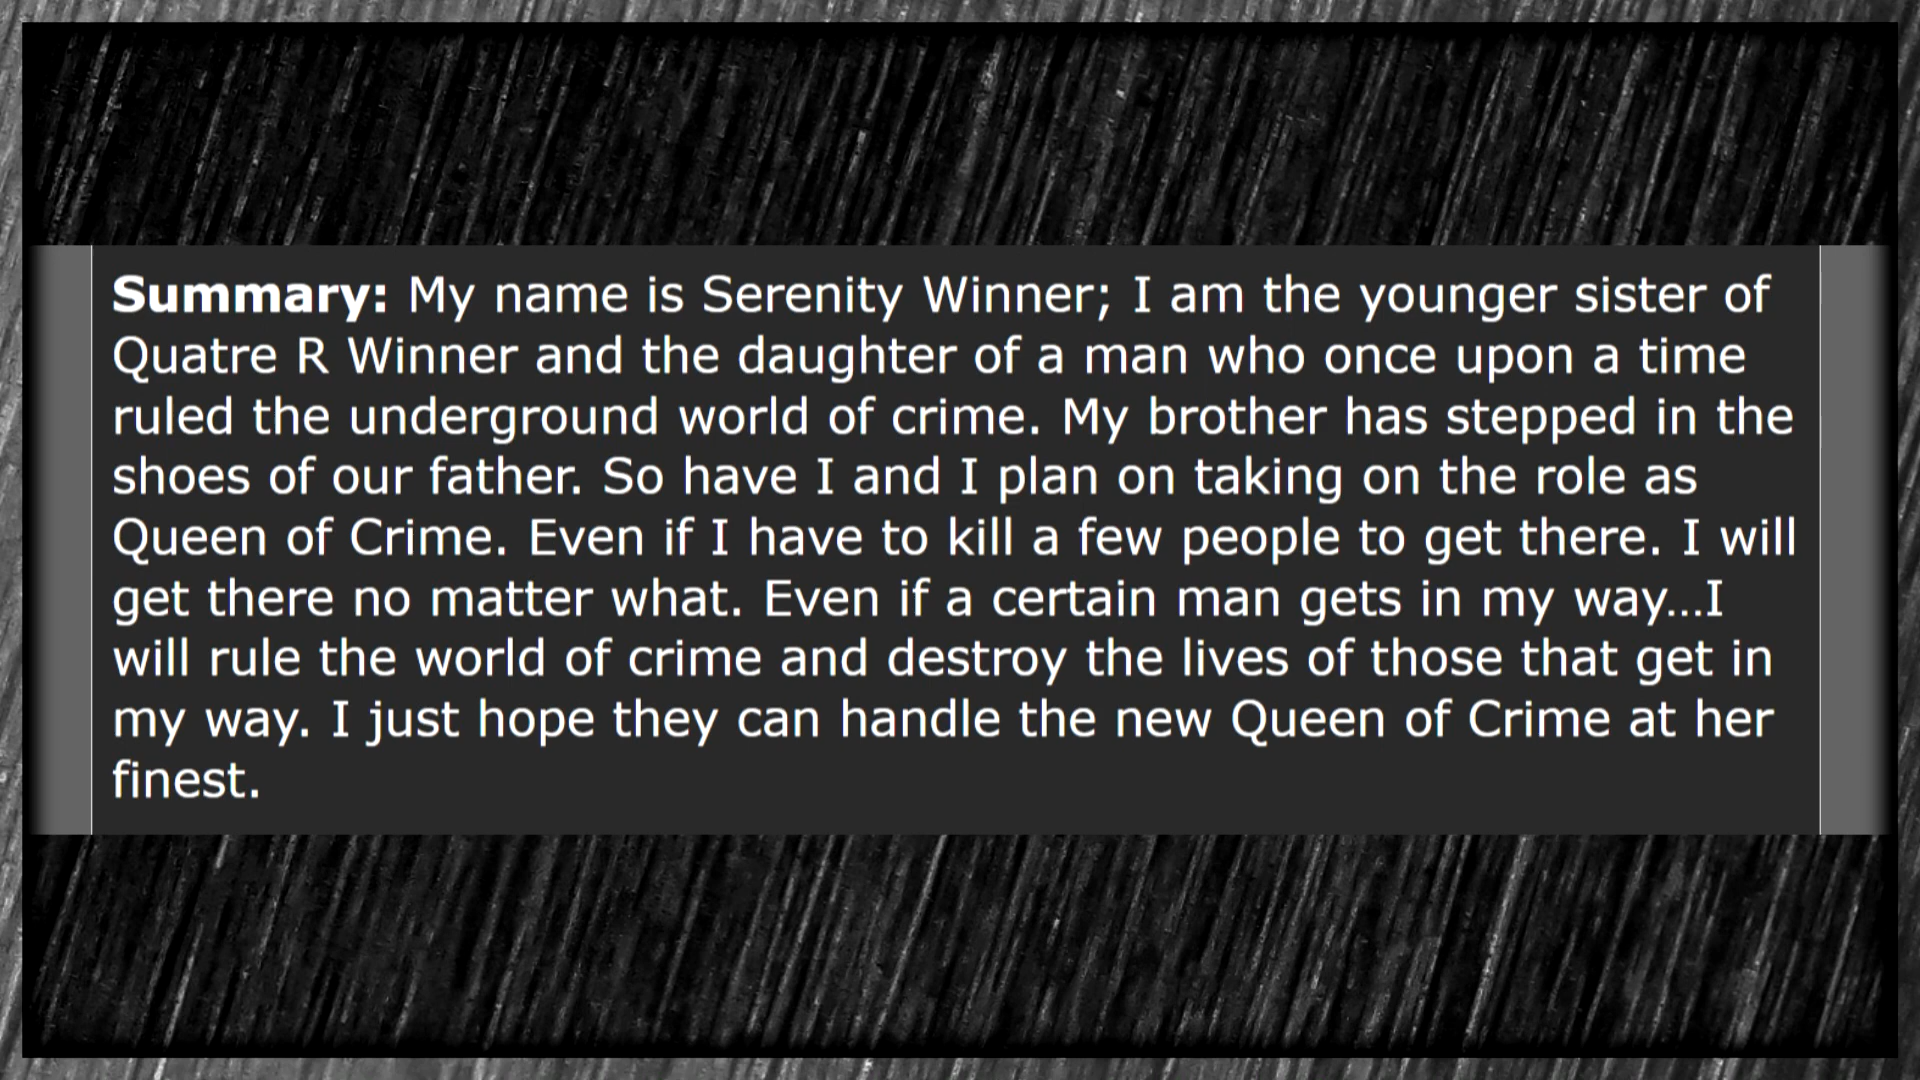 Summary: My name is Serenity Winner; I am the younger sister of
Quatre R Winner and the daughter of a man who once upon a time
ruled the underground world of crime. My brother has stepped in the
shoes of our father. So have I and I plan on taking on the role as
Queen of Crime. Even if I have to kill a few people to get there. I will
get there no matter what. Even if a certain man gets in my way...I
will rule the world of crime and destroy the lives of those that get in
my way. I just hope they can handle the new Queen of Crime at her
finest.